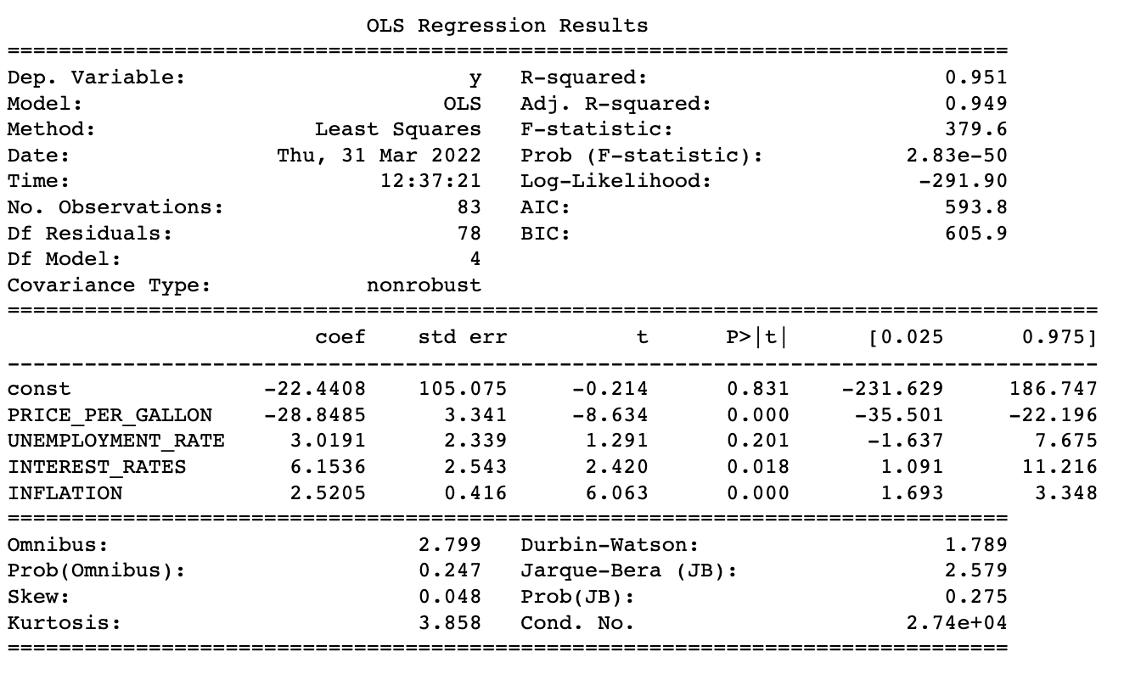 OLS Regression Results
==============================================================================
Dep. Variable:                      y   R-squared:                       0.951
Model:                            OLS   Adj. R-squared:                  0.949
Method:                 Least Squares   F-statistic:                     379.6
Date:                Thu, 31 Mar 2022   Prob (F-statistic):           2.83e-50
Time:                        12:37:21   Log-Likelihood:                -291.90
No. Observations:                  83   AIC:                             593.8
Df Residuals:                      78   BIC:                             605.9
Df Model:                           4
Covariance Type:            nonrobust
=====================================================================================
                        coef    std err          t      P>|t|      [0.025      0.975]
-------------------------------------------------------------------------------------
const               -22.4408    105.075     -0.214      0.831    -231.629     186.747
PRICE_PER_GALLON    -28.8485      3.341     -8.634      0.000     -35.501     -22.196
UNEMPLOYMENT_RATE     3.0191      2.339      1.291      0.201      -1.637       7.675
INTEREST_RATES        6.1536      2.543      2.420      0.018       1.091      11.216
INFLATION             2.5205      0.416      6.063      0.000       1.693       3.348
==============================================================================
Omnibus:                        2.799   Durbin-Watson:                   1.789
Prob(Omnibus):                  0.247   Jarque-Bera (JB):                2.579
Skew:                           0.048   Prob(JB):                        0.275
Kurtosis:                       3.858   Cond. No.                     2.74e+04
==============================================================================